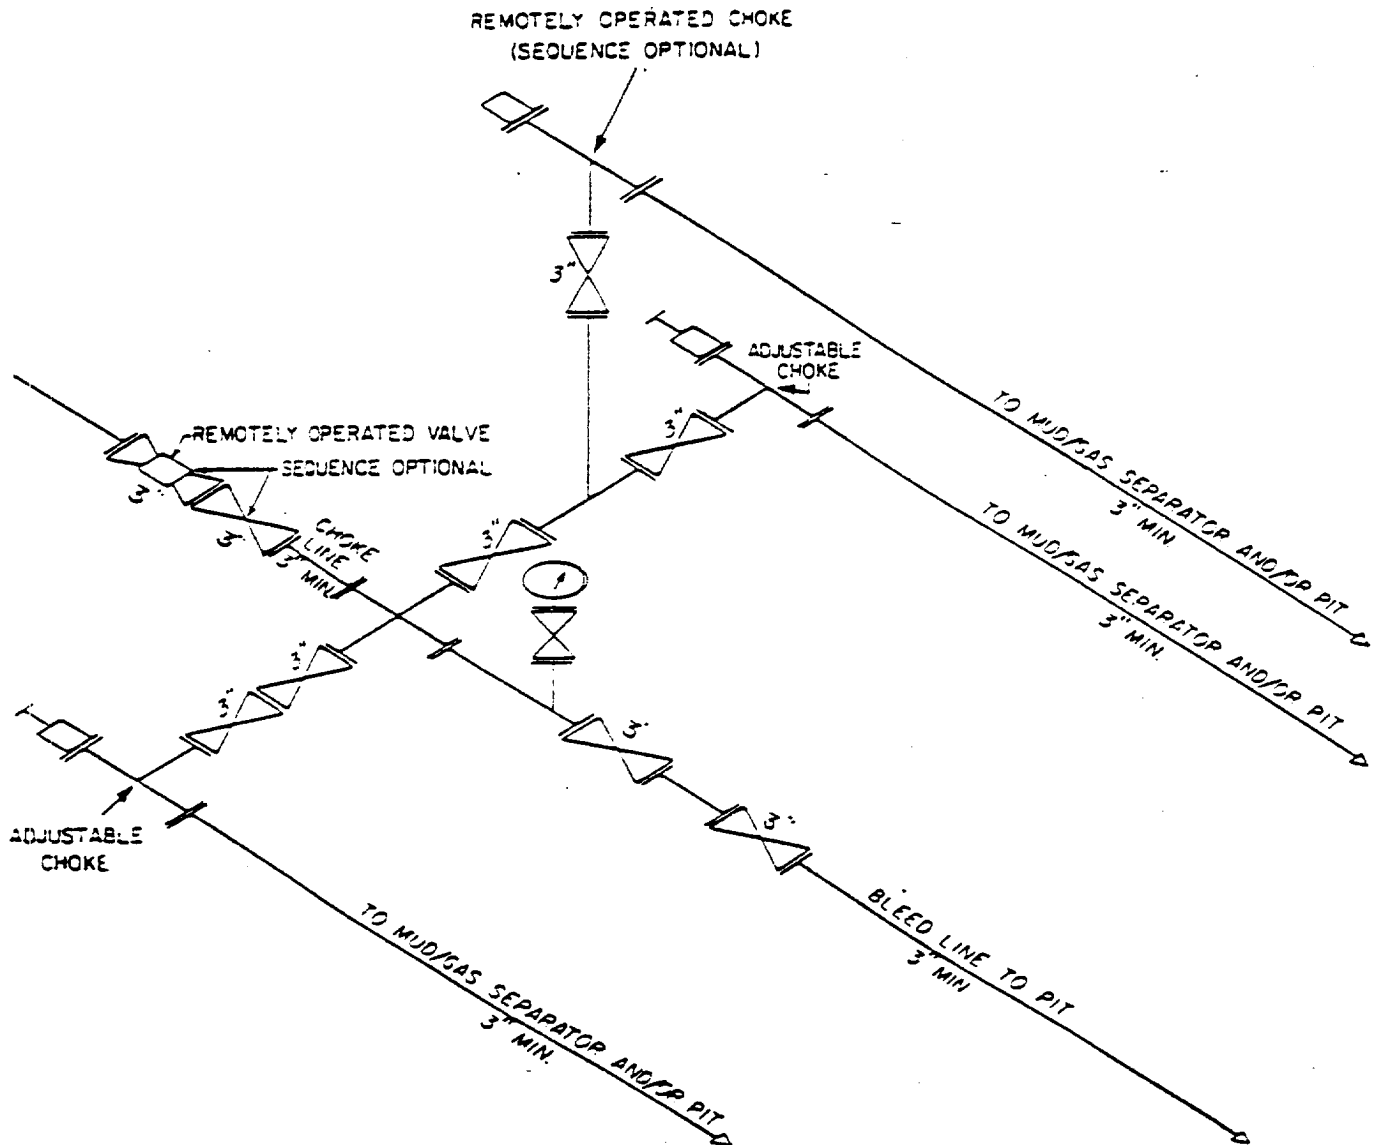 REMOTELY OPERATED CHOKE
(SEQUENCE OPTIONAL)
3"
ADJUSTABLE
CHOKE
3"
TO MUD/GAS SEPARATOR AND/OR PIT
3" MIN.
REMOTELY OPERATED VALVE
SEQUENCE OPTIONAL
3"
3"
CHOKE
LINE
3" MIN.
3"
TO MUD/GAS SEPARATOR AND/OR PIT
3" MIN.
3"
3"
3"
3"
ADJUSTABLE
CHOKE
BLEED LINE TO PIT
3" MIN
TO MUD/GAS SEPARATOR AND/OR PIT
3" MIN.